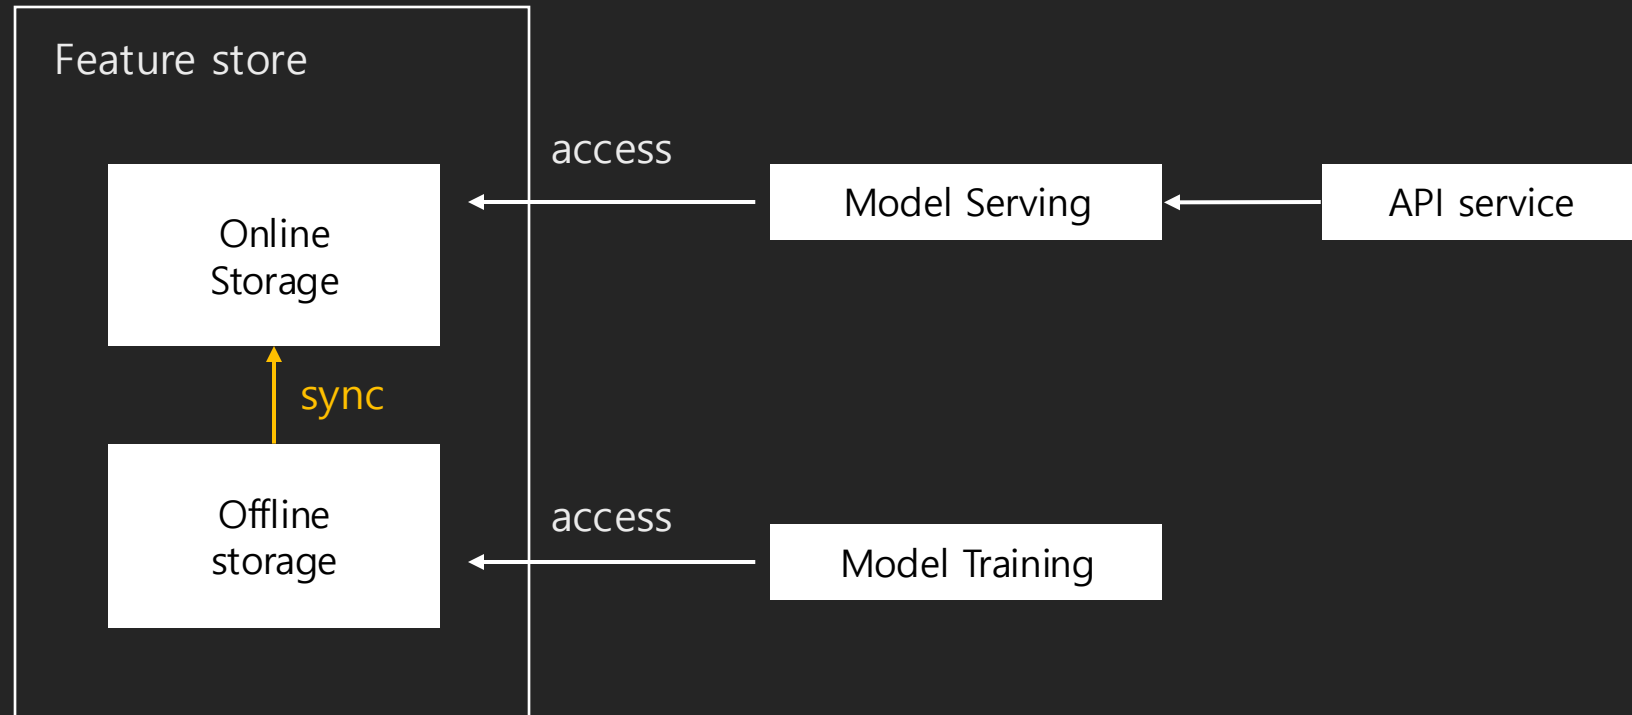 Feature store
access
Online
Storage
Model Serving
API service
sync
Offline
storage
access
Model Training